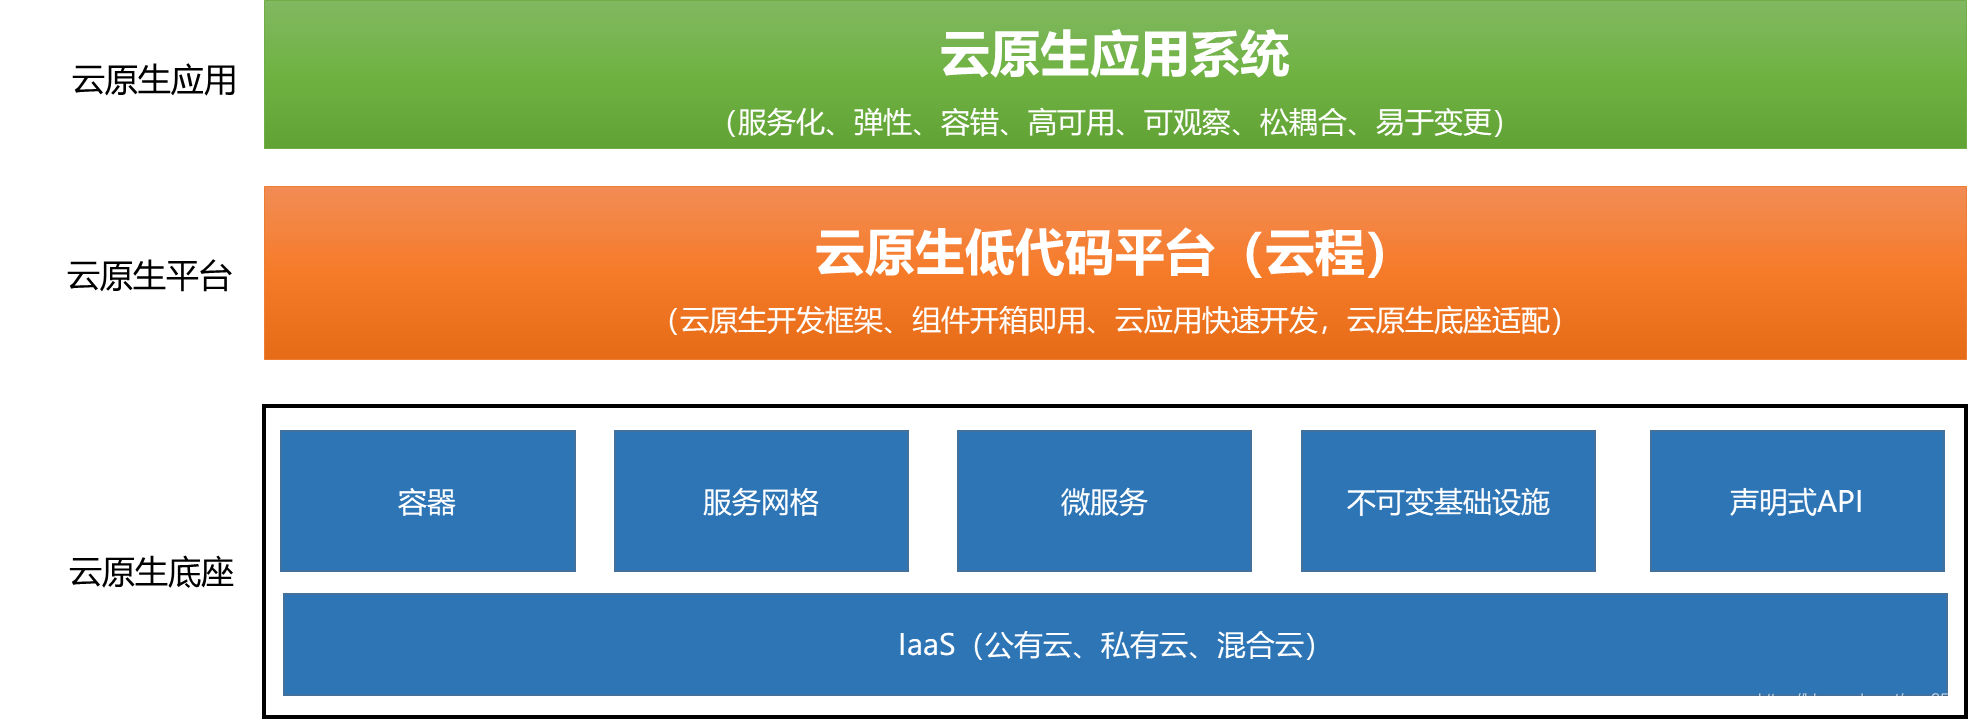 云原生应用
云原生应用系统
（服务化、弹性、容错、高可用、可观察、松耦合、易于变更）
云原生平台
云原生低代码平台（云程）
（云原生开发框架、组件开箱即用、云应用快速开发，云原生底座适配）
云原生底座
容器
服务网格
微服务
不可变基础设施
声明式API
IaaS（公有云、私有云、混合云）